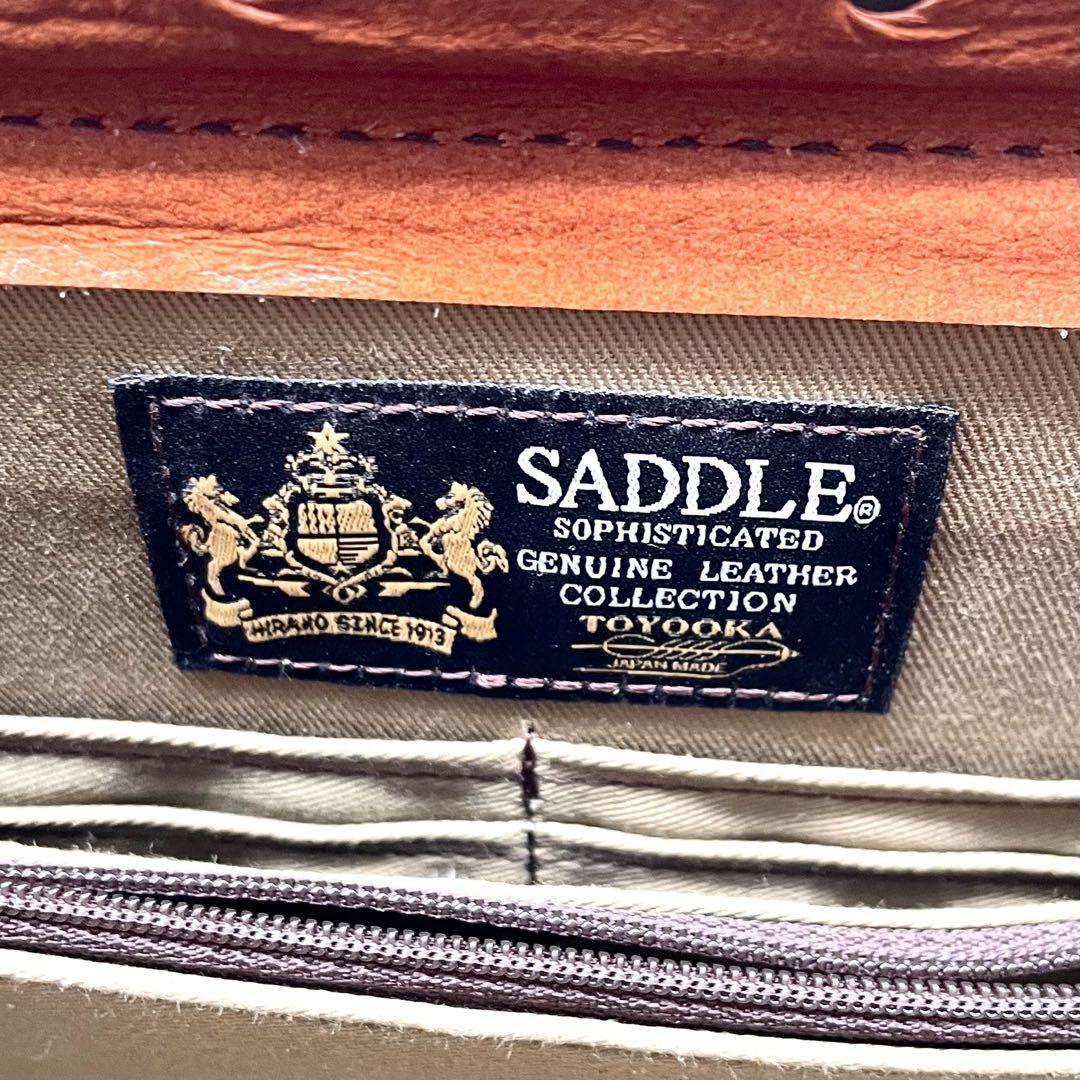 SADDLE®
SOPHISTICATED
GENUINE LEATHER
COLLECTION
TOYOOKA
JAPAN MADE
HIRANO SINCE 1913